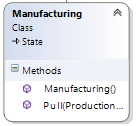 Manufacturing
Class
State
Methods
Manufacturing()
Pull(Production...